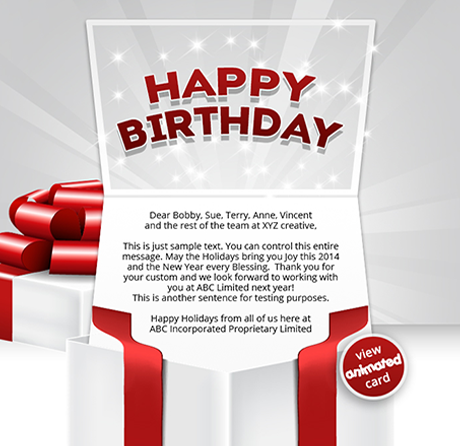 HAPPY
BIRTHDAY
Dear Bobby, Sue, Terry, Anne, Vincent
and the rest of the team at XYZ creative,
This is just sample text. You can control this entire
message. May the Holidays bring you Joy this 2014
and the New Year every Blessing. Thank you for
your custom and we look forward to working with
you at ABC Limited next year!
This is another sentence for testing purposes.
Happy Holidays from all of us here at
ABC Incorporated Proprietary Limited
view
animated
card